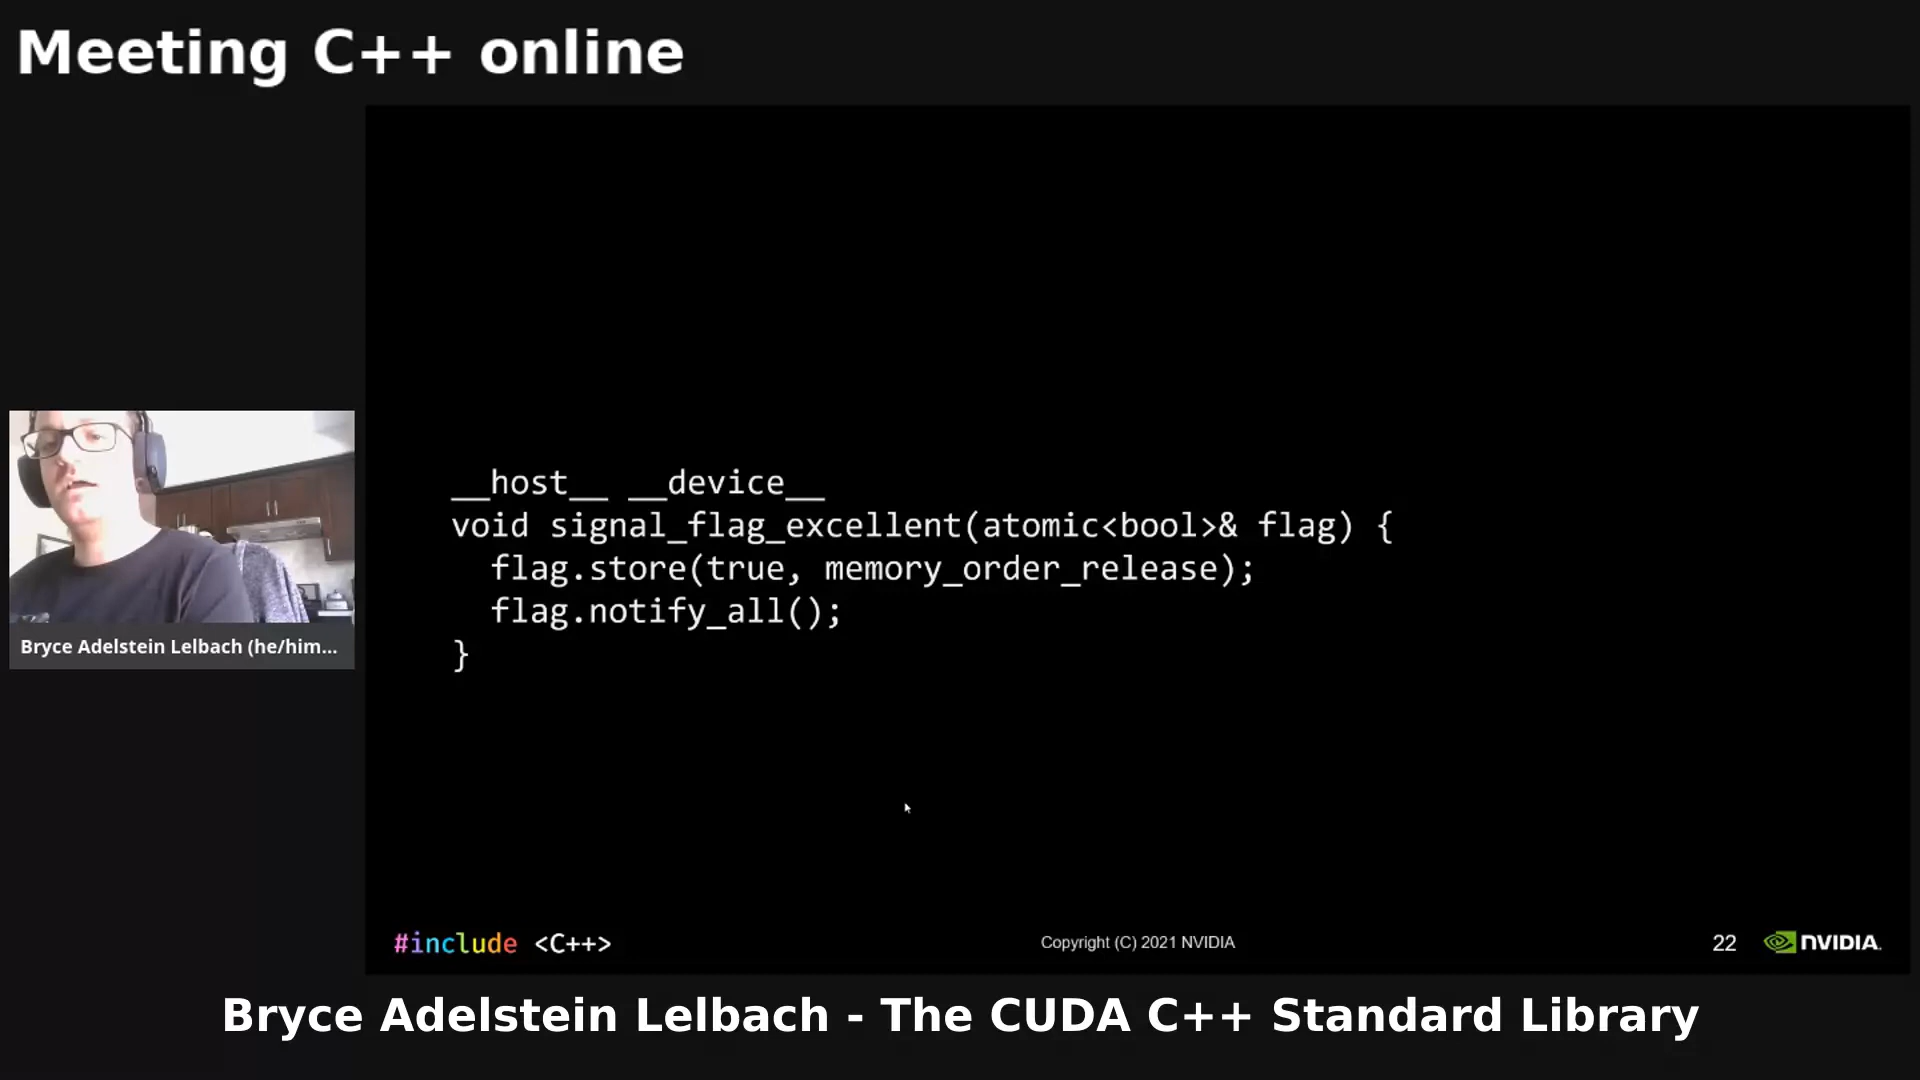 Meeting C++ online
__host__ __device__
void signal_flag_excellent(atomic<bool>& flag) {
  flag.store(true, memory_order_release);
  flag.notify_all();
}
Bryce Adelstein Lelbach (he/him...
#include <C++>
Copyright (C) 2021 NVIDIA
22
NVIDIA.
Bryce Adelstein Lelbach - The CUDA C++ Standard Library